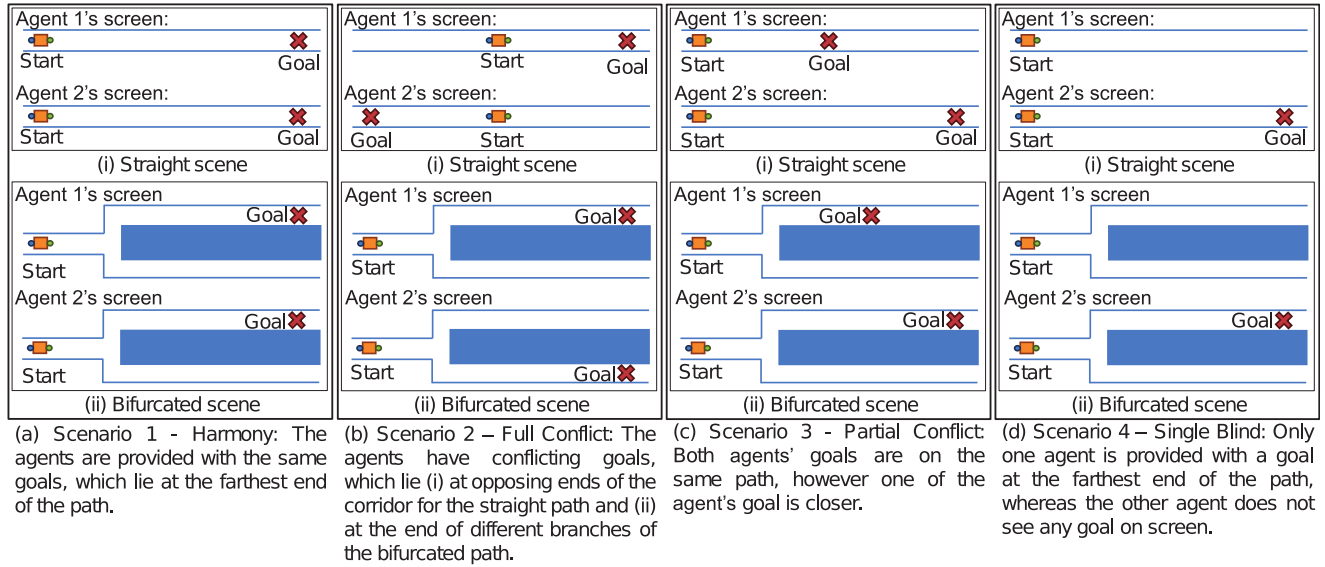 Agent 1's screen:
Start
Goal
Agent 2's screen:
Start
Goal
(i) Straight scene
Agent 1's screen
Goal
Start
Agent 2's screen
Goal
Start
(ii) Bifurcated scene
(a) Scenario 1 - Harmony: The
agents are provided with the same
goals, which lie at the farthest end
of the path.
Agent 1's screen:
Start
Goal
Agent 2's screen:
Goal
Start
(i) Straight scene
Agent 1's screen
Goal
Start
Agent 2's screen
Start
Goal
(ii) Bifurcated scene
(b) Scenario 2 – Full Conflict: The
agents have conflicting goals,
which lie (i) at opposing ends of the
corridor for the straight path and (ii)
at the end of different branches of
the bifurcated path.
Agent 1's screen:
Start
Goal
Agent 2's screen:
Start
Goal
(i) Straight scene
Agent 1's screen
Goal
Start
Agent 2's screen
Goal
Start
(ii) Bifurcated scene
(c) Scenario 3 - Partial Conflict:
Both agents' goals are on the
same path, however one of the
agent's goal is closer.
Agent 1's screen:
Start
Agent 2's screen:
Start
Goal
(i) Straight scene
Agent 1's screen
Start
Agent 2's screen
Goal
Start
(ii) Bifurcated scene
(d) Scenario 4 – Single Blind: Only
one agent is provided with a goal
at the farthest end of the path,
whereas the other agent does not
see any goal on screen.